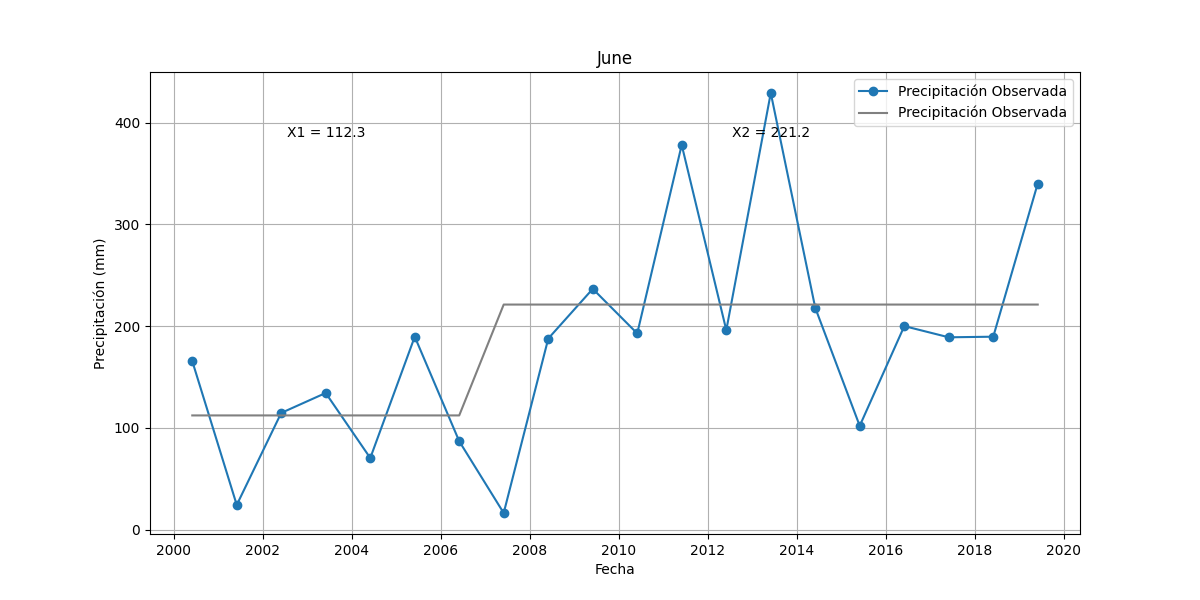 June
Precipitación Observada
Precipitación Observada
X1 = 112.3
X2 = 221.2
Precipitación (mm)
400
300
200
100
0
2000 2002 2004 2006 2008 2010 2012 2014 2016 2018 2020
Fecha